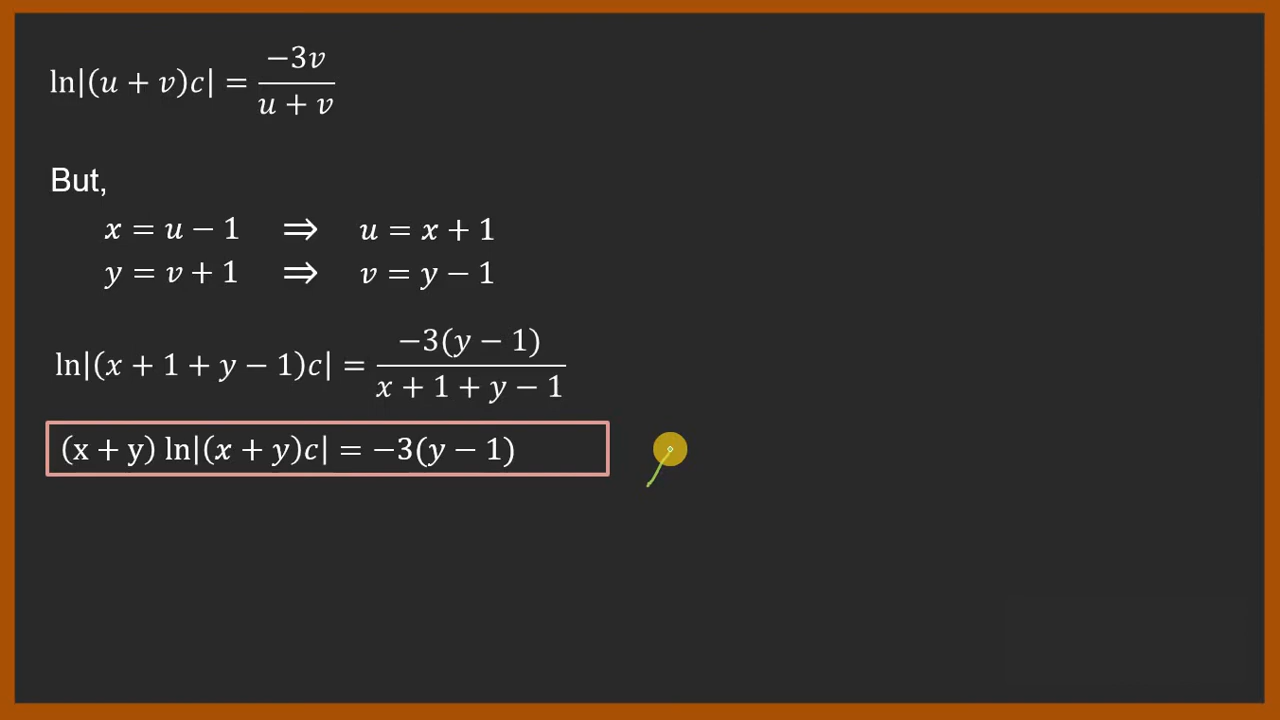 ln|(u + v)c| = −3v / u + v
But,
x = u − 1 ⇒ u = x + 1
y = v + 1 ⇒ v = y − 1
ln|(x + 1 + y − 1)c| = −3(y − 1) / x + 1 + y − 1
(x + y) ln|(x + y)c| = −3(y − 1)